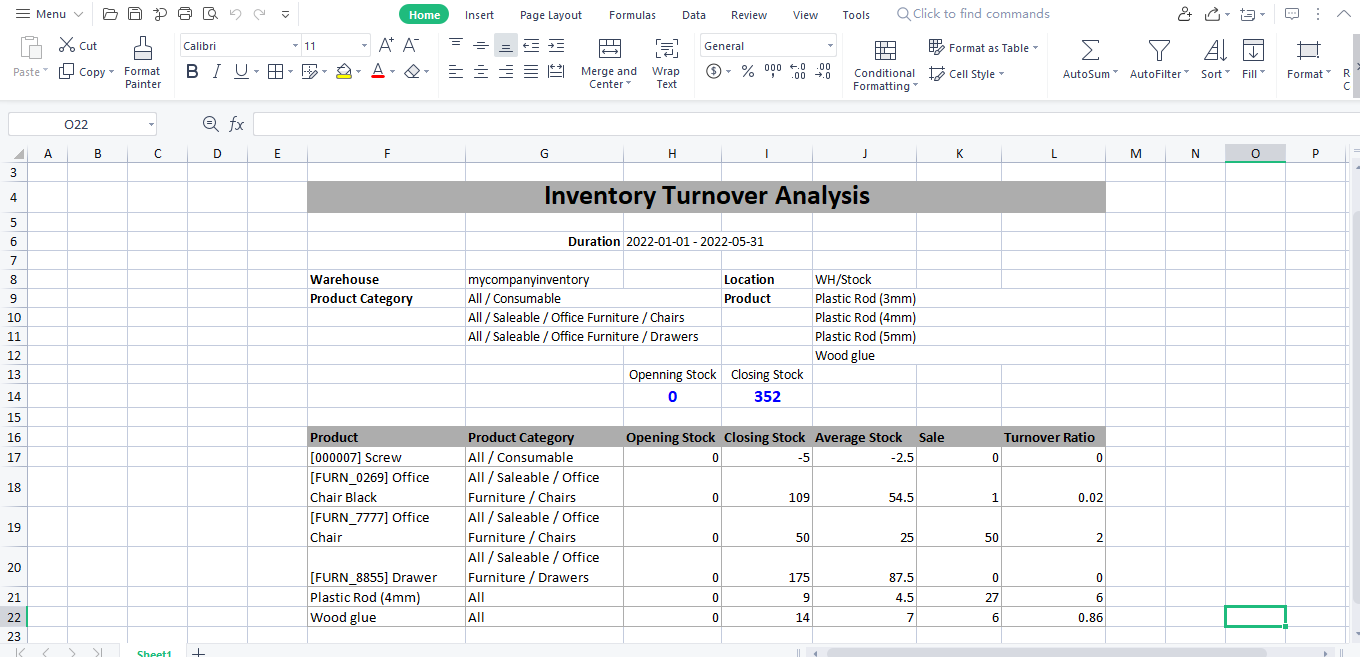 Menu Home Insert Page Layout Formulas Data Review View Tools Click to find commands
Paste Cut Copy Format Painter Calibri 11 A+ A- B I U A Merge and Center Wrap Text General $ % Conditional Formatting Format as Table Cell Style AutoSum AutoFilter Sort Fill Format R C
O22 fx
A B C D E F G H I J K L M N O P
3
4 Inventory Turnover Analysis
5
6 Duration 2022-01-01 - 2022-05-31
7
8 Warehouse mycompanyinventory Location WH/Stock
9 Product Category All / Consumable Product Plastic Rod (3mm)
10 All / Saleable / Office Furniture / Chairs Plastic Rod (4mm)
11 All / Saleable / Office Furniture / Drawers Plastic Rod (5mm)
12 Wood glue
13 Openning Stock Closing Stock
14 0 352
15
16 Product Product Category Opening Stock Closing Stock Average Stock Sale Turnover Ratio
17 [000007] Screw All / Consumable 0 -5 -2.5 0 0
[FURN_0269] Office All / Saleable / Office
18 Chair Black Furniture / Chairs 0 109 54.5 1 0.02
[FURN_7777] Office All / Saleable / Office
19 Chair Furniture / Chairs 0 50 25 50 2
All / Saleable / Office
20 [FURN_8855] Drawer Furniture / Drawers 0 175 87.5 0 0
21 Plastic Rod (4mm) All 0 9 4.5 27 6
22 Wood glue All 0 14 7 6 0.86
23
Sheet1